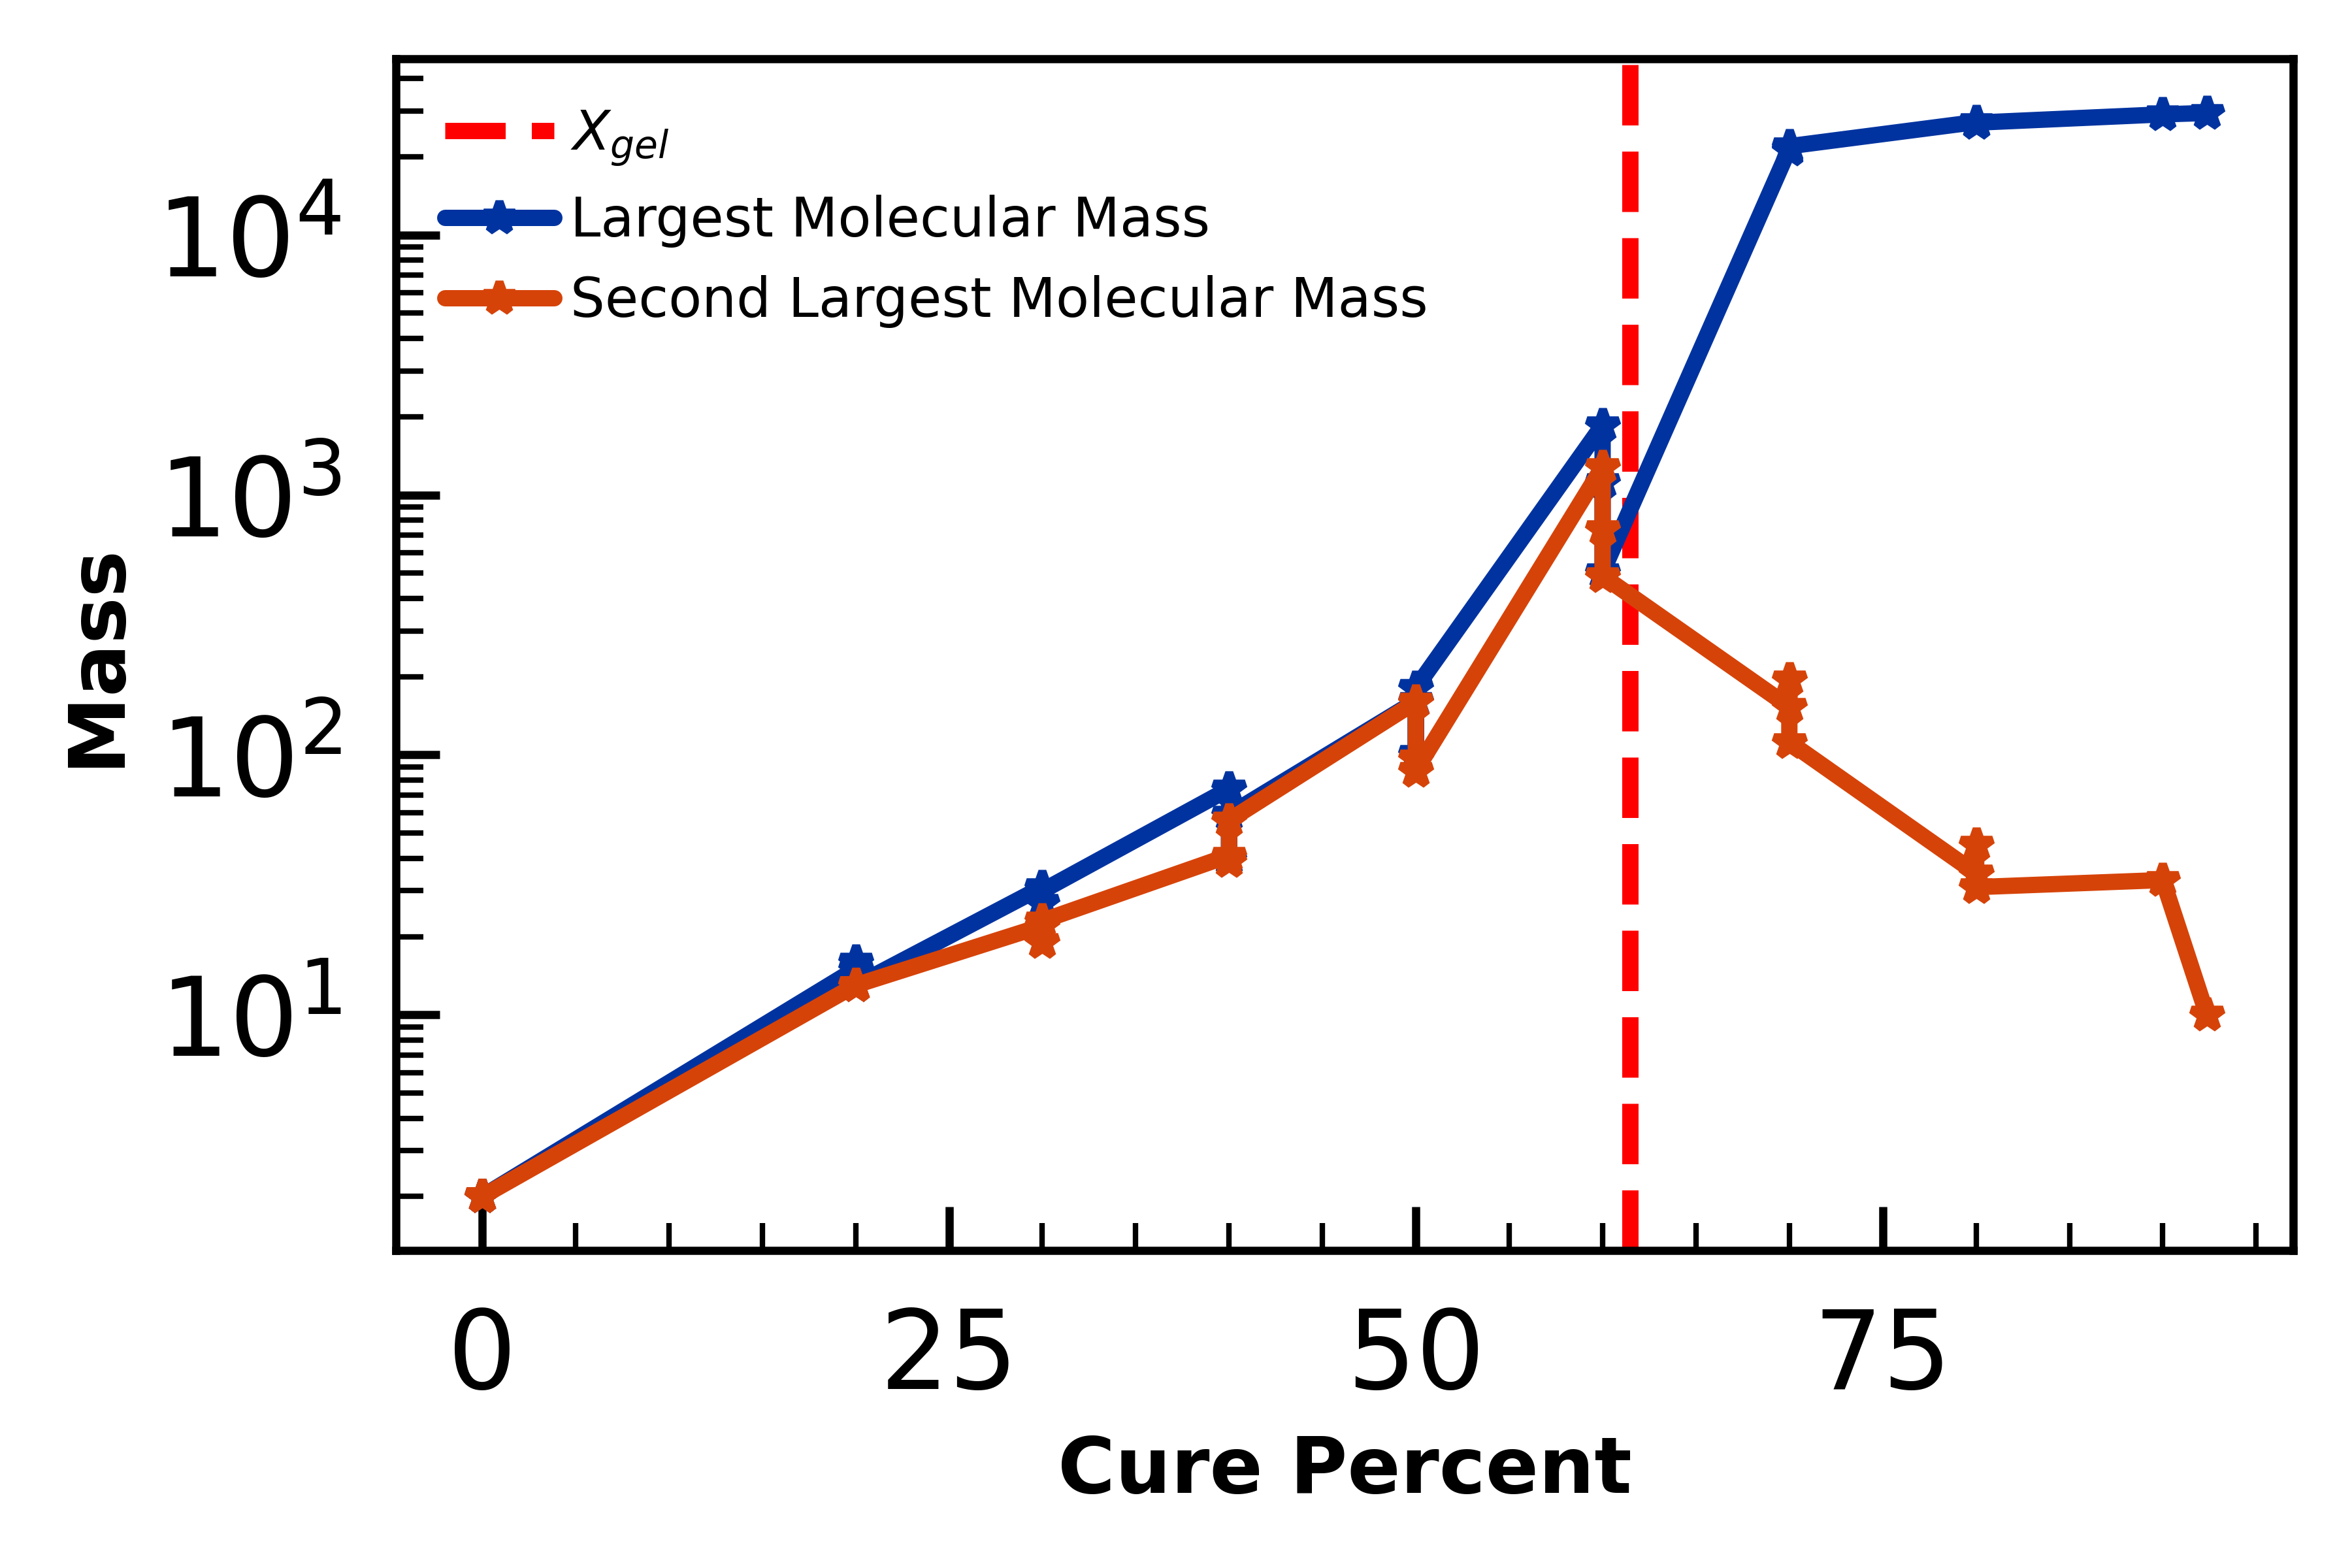 X_gel
Largest Molecular Mass
Second Largest Molecular Mass
10^4
10^3
10^2
10^1
Mass
0 25 50 75
Cure Percent